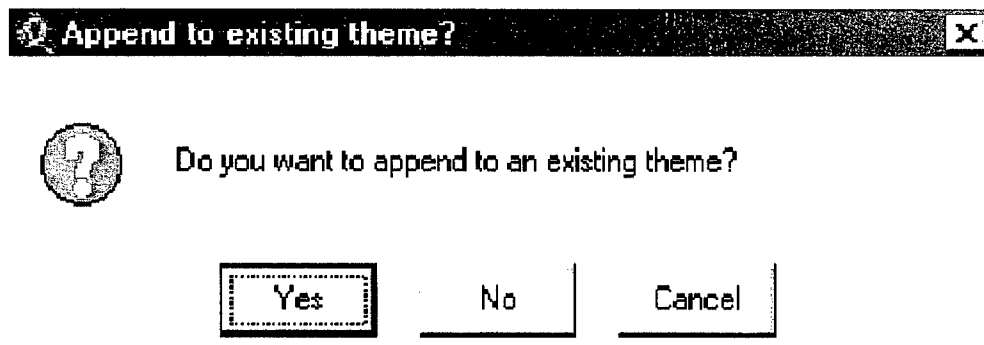 Append to existing theme?
Do you want to append to an existing theme?
Yes No Cancel